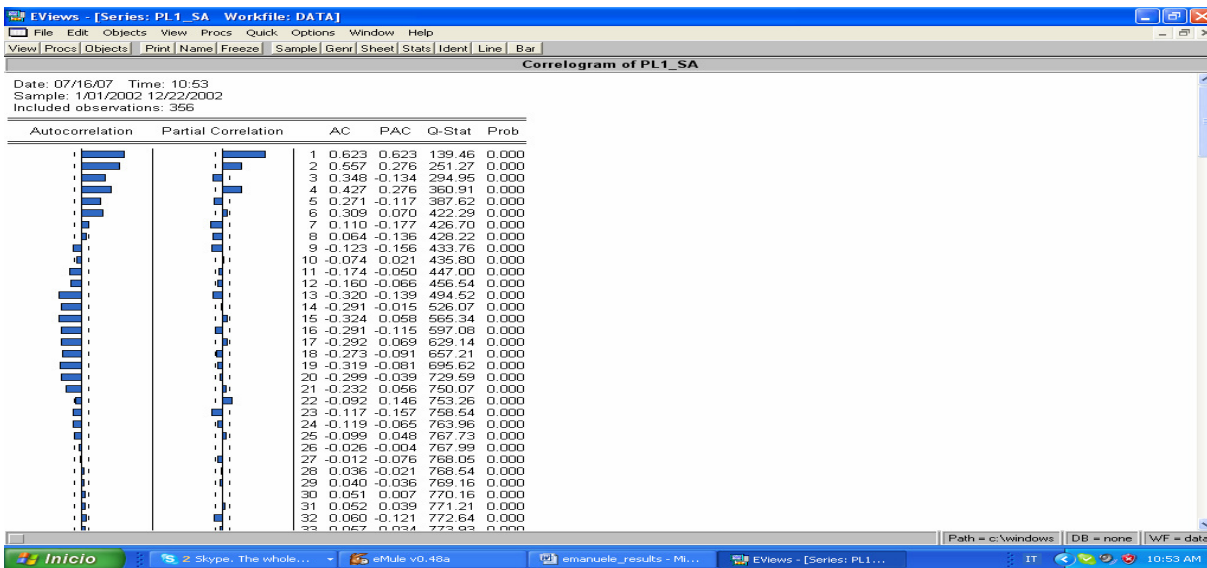 EViews - [Series: PL1_SA Workfile: DATA]
File Edit Objects View Procs Quick Options Window Help
View Procs Objects Print Name Freeze Sample Genr Sheet Stats Ident Line Bar
Correlogram of PL1_SA
Date: 07/16/07 Time: 10:53
Sample: 1/01/2002 12/22/2002
Included observations: 356
Autocorrelation Partial Correlation AC PAC Q-Stat Prob
1 0.623 0.623 139.46 0.000
2 0.557 0.276 251.27 0.000
3 0.348 -0.134 294.95 0.000
4 0.427 0.276 360.91 0.000
5 0.271 -0.117 387.62 0.000
6 0.309 0.070 422.29 0.000
7 0.110 -0.177 426.70 0.000
8 0.064 -0.136 428.22 0.000
9 -0.123 -0.156 433.76 0.000
10 -0.074 0.021 435.80 0.000
11 -0.174 -0.050 447.00 0.000
12 -0.160 -0.066 456.54 0.000
13 -0.320 -0.139 494.52 0.000
14 -0.291 -0.015 526.07 0.000
15 -0.324 0.058 565.34 0.000
16 -0.291 -0.115 597.08 0.000
17 -0.292 0.069 629.14 0.000
18 -0.273 -0.091 657.21 0.000
19 -0.319 -0.081 695.62 0.000
20 -0.299 -0.039 729.59 0.000
21 -0.232 0.056 750.07 0.000
22 -0.092 0.146 753.26 0.000
23 -0.117 -0.157 758.54 0.000
24 -0.119 -0.065 763.96 0.000
25 -0.099 0.048 767.73 0.000
26 -0.026 -0.004 767.99 0.000
27 -0.012 -0.076 768.05 0.000
28 0.036 -0.021 768.54 0.000
29 0.040 -0.036 769.16 0.000
30 0.051 0.007 770.16 0.000
31 0.052 0.039 771.21 0.000
32 0.060 -0.121 772.64 0.000
33 0.057 0.034 773.93 0.000
Path = c:\windows DB = none WF = data
Inicio 2 Skype. The whole... eMule v0.48a emanuele_results - Mi... EViews - [Series: PL1... IT 10:53 AM